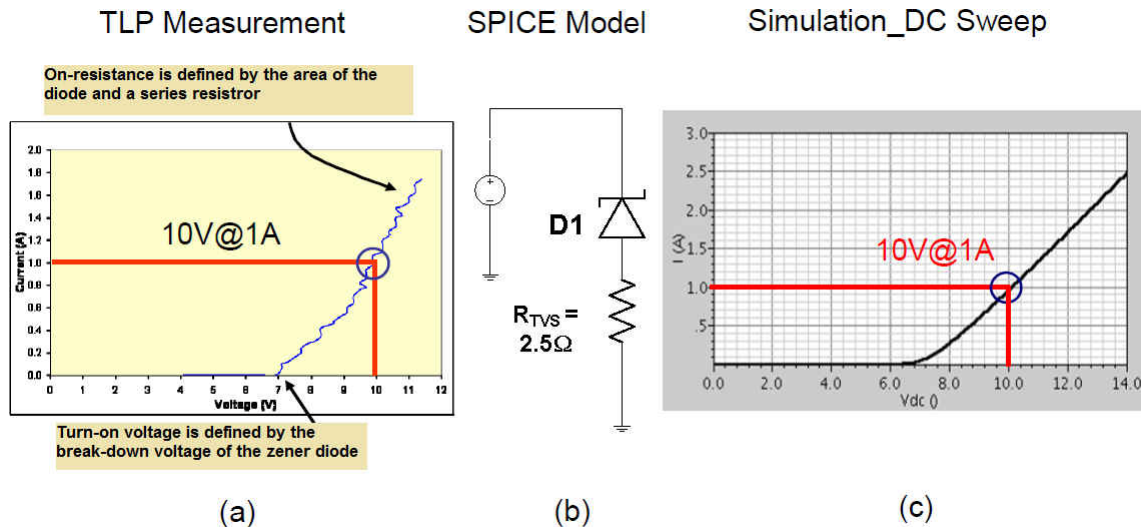 TLP Measurement
SPICE Model
Simulation_DC Sweep
On-resistance is defined by the area of the
diode and a series resistror
2.0
1.8
1.6
1.4
1.2
1.0
0.8
0.6
0.4
0.2
0.0
Current (A)
10V@1A
0 1 2 3 4 5 6 7 8 9 10 11 12
Voltage (V)
Turn-on voltage is defined by the
break-down voltage of the zener diode
(a)
D1
RTVS =
2.5Ω
(b)
3.0
2.5
2.0
1.5
1.0
.5
I (A)
10V@1A
0.0 2.0 4.0 6.0 8.0 10.0 12.0 14.0
Vdc ()
(c)